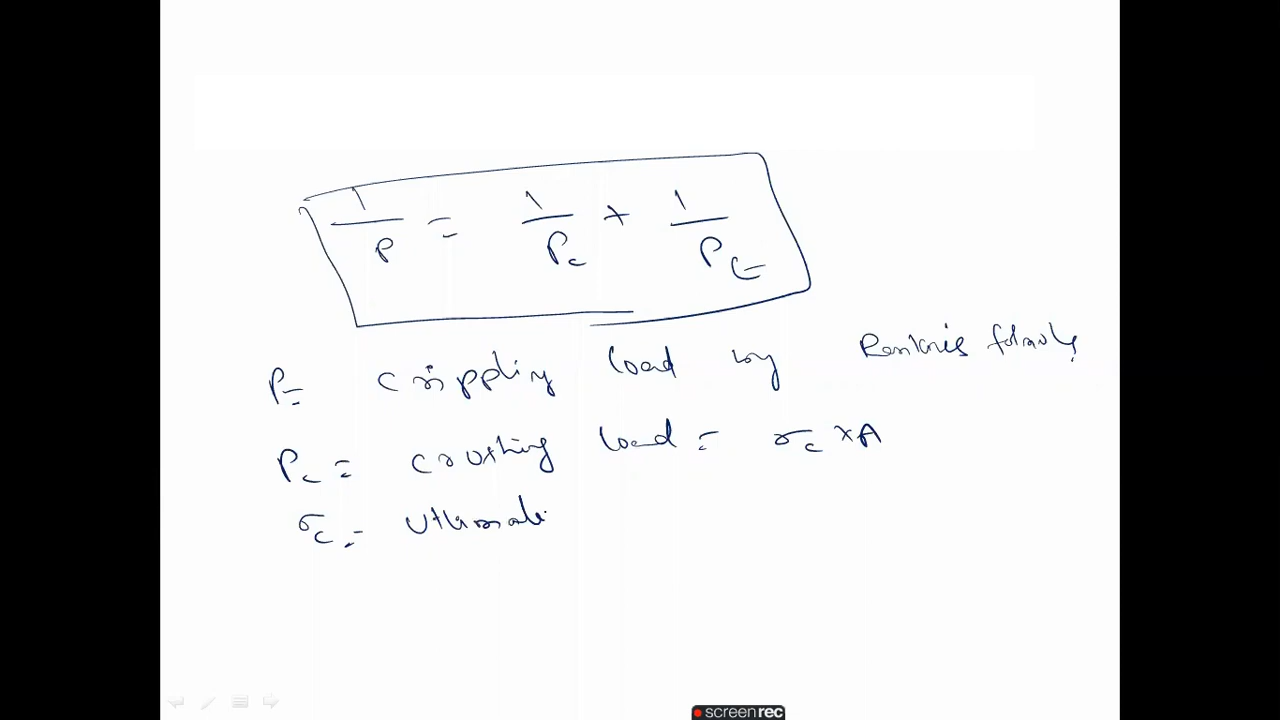 1/P = 1/Pc + 1/PE
P= crippling load by Rankine's formula
Pc = crushing load = σc × A
σc = Ultimate
screenrec